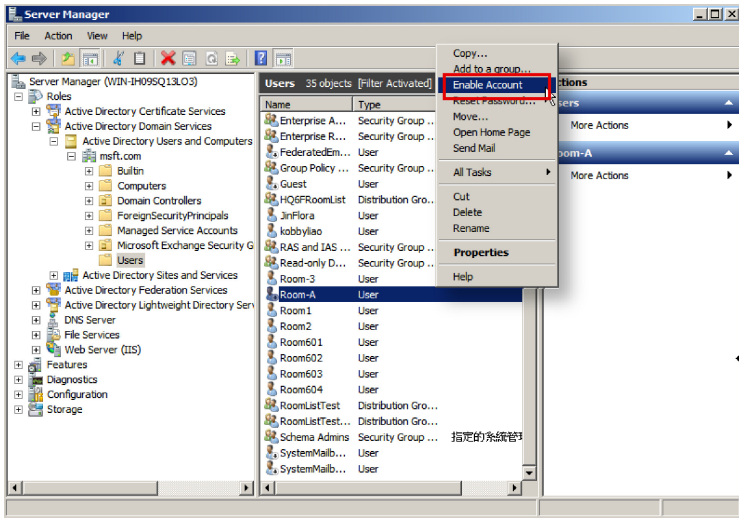 Server Manager
File Action View Help
Server Manager (WIN-IH09SQ13LO3)
Roles
Active Directory Certificate Services
Active Directory Domain Services
Active Directory Users and Computers
msft.com
Builtin
Computers
Domain Controllers
ForeignSecurityPrincipals
Managed Service Accounts
Microsoft Exchange Security G
Users
Active Directory Sites and Services
Active Directory Federation Services
Active Directory Lightweight Directory Serv
DNS Server
File Services
Web Server (IIS)
Features
Diagnostics
Configuration
Storage
Users 35 objects [Filter Activated]
Name Type
Enterprise A... Security Group ...
Enterprise R... Security Group ...
FederatedEm... User
Group Policy ... Security Group ...
Guest User
HQ6FRoomList Distribution Gro...
JinFlora User
kobbyliao User
RAS and IAS ... Security Group ...
Read-only D... Security Group ...
Room-3 User
Room-A User
Room1 User
Room2 User
Room601 User
Room602 User
Room603 User
Room604 User
RoomListTest Distribution Gro...
RoomListTest... Distribution Gro...
Schema Admins Security Group ... 指定的系統管理
SystemMailb... User
SystemMailb... User
Copy...
Add to a group...
Enable Account
Reset Password...
Move...
Open Home Page
Send Mail
All Tasks
Cut
Delete
Rename
Properties
Help
ctions
sers
More Actions
oom-A
More Actions